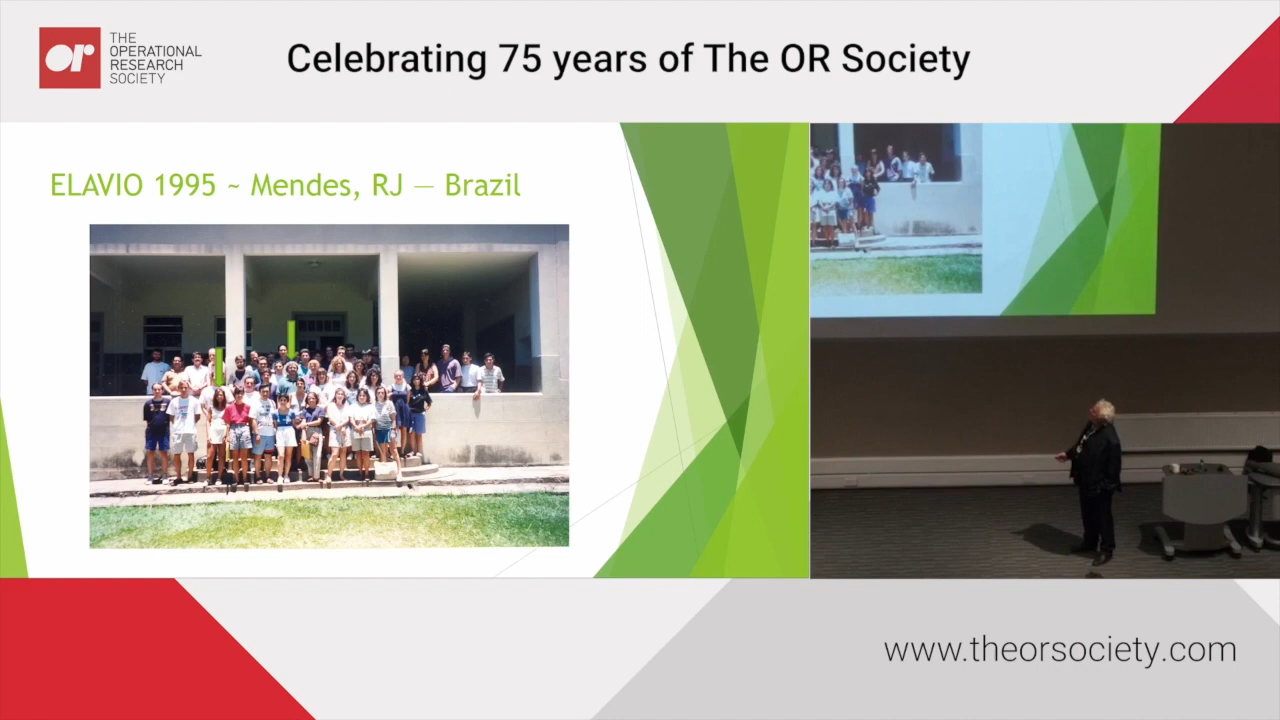 THE
OPERATIONAL
RESEARCH
SOCIETY
or
Celebrating 75 years of The OR Society
ELAVIO 1995 ~ Mendes, RJ — Brazil
www.theorsociety.com